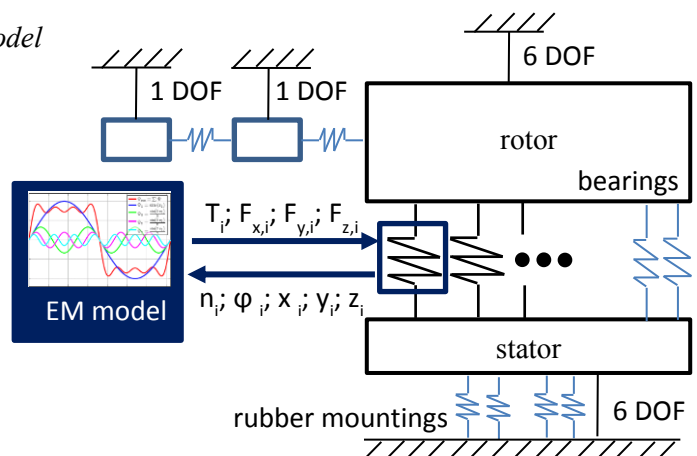 odel
6 DOF
1 DOF
1 DOF
rotor
bearings
T_i; F_x,i; F_y,i; F_z,i
n_i; φ_i; x_i; y_i; z_i
EM model
stator
rubber mountings
6 DOF